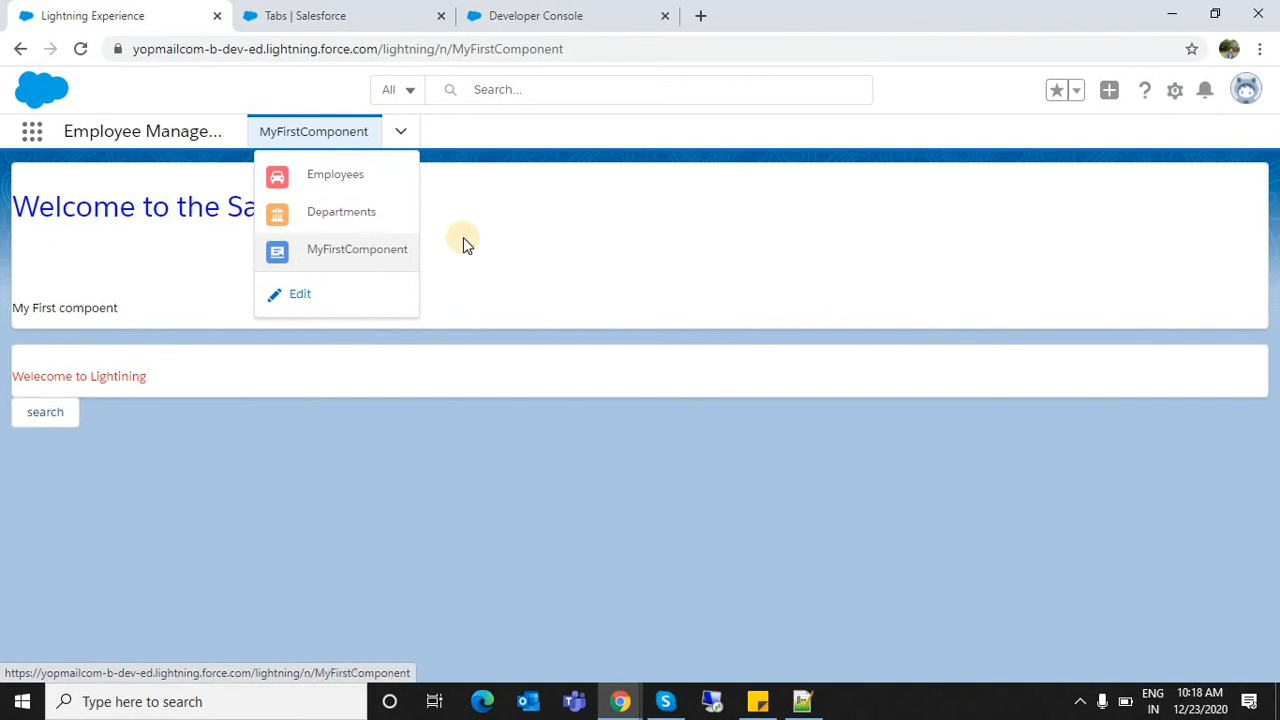 Lightning Experience
Tabs | Salesforce
Developer Console
yopmailcom-b-dev-ed.lightning.force.com/lightning/n/MyFirstComponent
All
Search...
Employee Manage...
MyFirstComponent
Employees
Welcome to the Sa
Departments
MyFirstComponent
Edit
My First compoent
Welecome to Lightining
search
https://yopmailcom-b-dev-ed.lightning.force.com/lightning/n/MyFirstComponent
Type here to search
ENG
IN
10:18 AM
12/23/2020